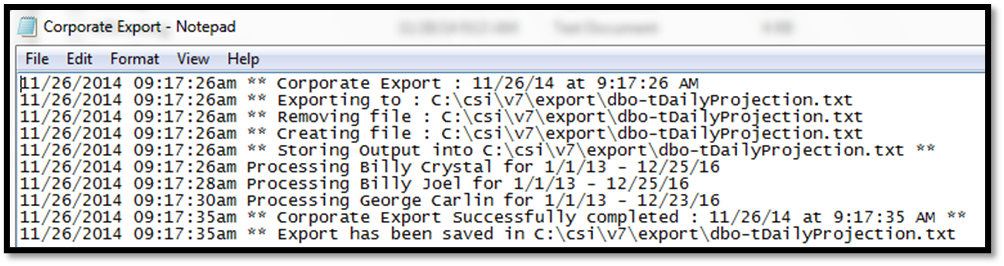 Corporate Export - Notepad
File Edit Format View Help
11/26/2014 09:17:26am ** Corporate Export : 11/26/14 at 9:17:26 AM
11/26/2014 09:17:26am ** Exporting to : C:\csi\v7\export\dbo-tDailyProjection.txt
11/26/2014 09:17:26am ** Removing file : C:\csi\v7\export\dbo-tDailyProjection.txt
11/26/2014 09:17:26am ** Creating file : C:\csi\v7\export\dbo-tDailyProjection.txt
11/26/2014 09:17:26am ** Storing Output into C:\csi\v7\export\dbo-tDailyProjection.txt **
11/26/2014 09:17:26am Processing Billy Crystal for 1/1/13 - 12/25/16
11/26/2014 09:17:28am Processing Billy Joel for 1/1/13 - 12/25/16
11/26/2014 09:17:30am Processing George Carlin for 1/1/13 - 12/23/16
11/26/2014 09:17:35am ** Corporate Export Successfully completed : 11/26/14 at 9:17:35 AM **
11/26/2014 09:17:35am ** Export has been saved in C:\csi\v7\export\dbo-tDailyProjection.txt